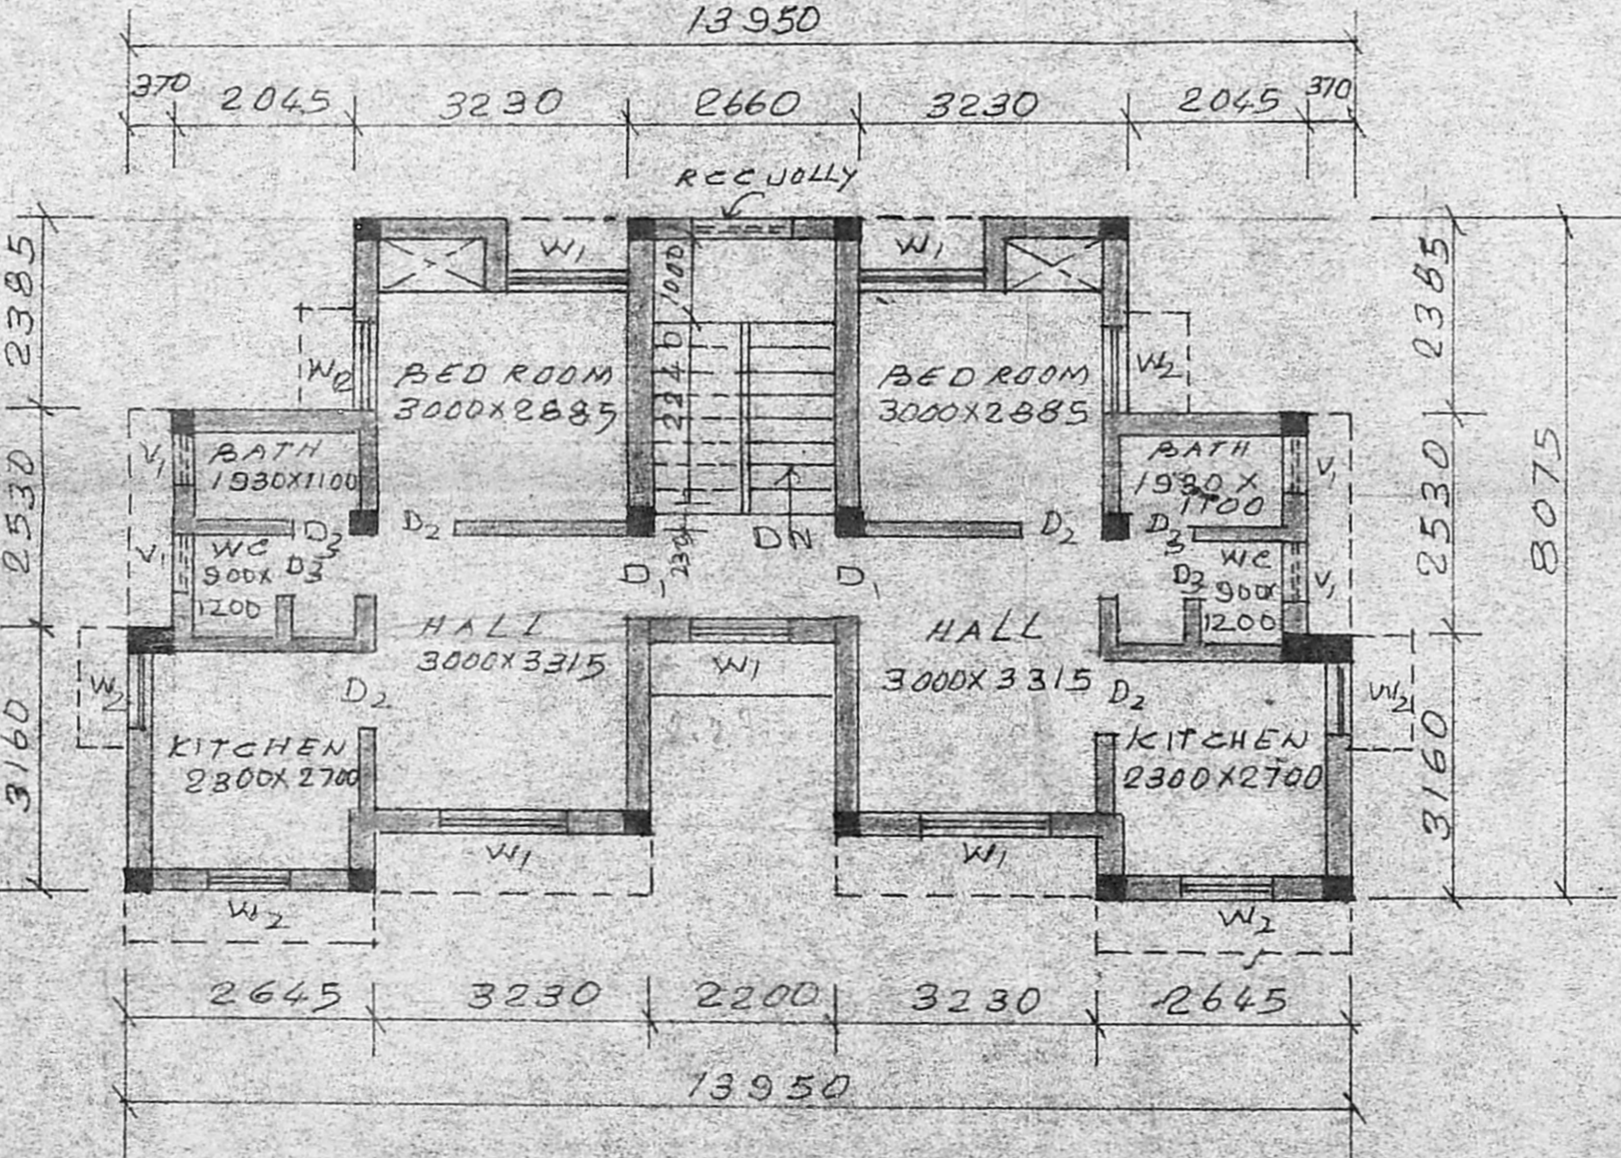 13950
370 2045 3230 2660 3230 2045 370
RCC JOLLY
W1 W1
2385 1000 2385
W2 BED ROOM BED ROOM W2
3000X2885 2240 3000X2885
V1 BATH BATH V1
1930X1100 1930X
1100
2530 D3 D2 DN D2 D3 2530 8075
V1 WC D3 D1 230 D1 D3 WC V1
900X 900X
1200 1200
HALL HALL
3000X3315 W1 3000X3315
W2 D2 D2 W2
3160 KITCHEN KITCHEN 3160
2300X2700 2300X2700
W1 W1
W2 W2
2645 3230 2200 3230 2645
13950